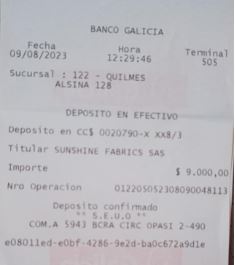 BANCO GALICIA
Fecha Hora Terminal
09/08/2023 12:29:46 505
Sucursal : 122 - QUILMES
ALSINA 128
DEPOSITO EN EFECTIVO
Deposito en CC$ 0020790-X XX8/3
Titular SUNSHINE FABRICS SAS
Importe $ 9.000,00
Nro Operacion 012205052308090048113
Deposito confirmado
** S.E.U.O **
COM.A 5943 BCRA CIRC OPASI 2-490
e08011ed-e0bf-4286-9e2d-ba0c672a9d1e